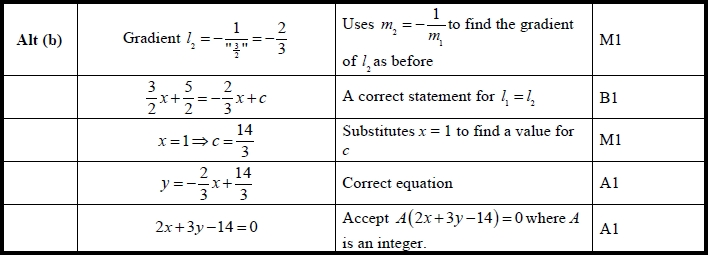 Alt (b) Gradient l₂ = −1/"3/2" = −2/3 Uses m₂ = −1/m₁ to find the gradient of l₂ as before M1
3/2x + 5/2 = −2/3x + c A correct statement for l₁ = l₂ B1
x = 1 ⇒ c = 14/3 Substitutes x = 1 to find a value for c M1
y = −2/3x + 14/3 Correct equation A1
2x + 3y − 14 = 0 Accept A(2x + 3y − 14) = 0 where A is an integer. A1